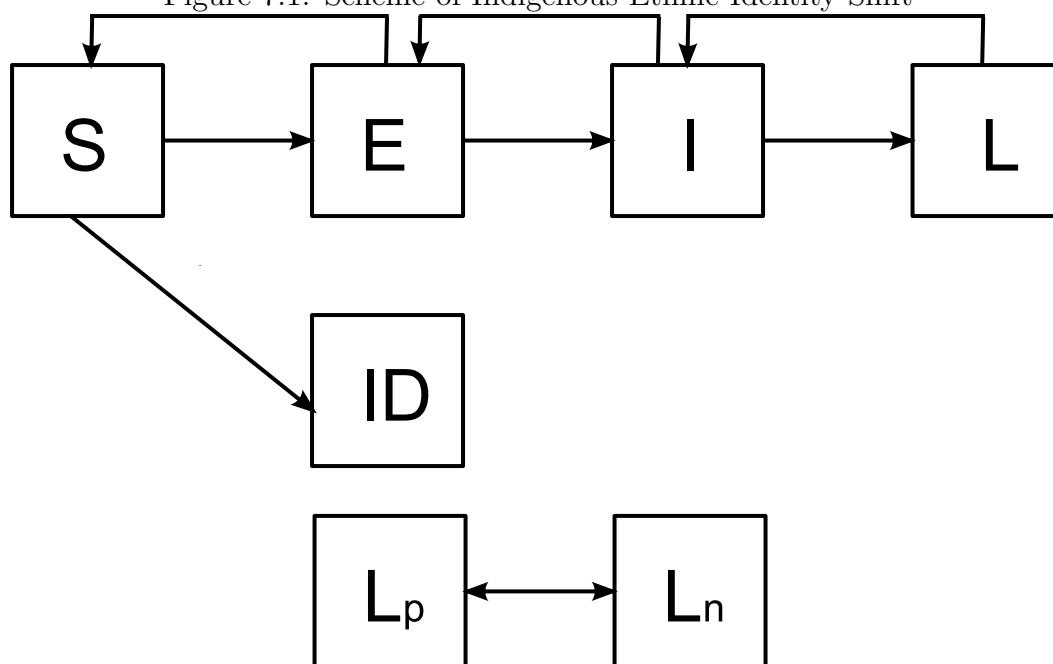 Figure 7.1: Scheme of Indigenous Ethnic Identity Shift
S E I L
ID
Lp Ln